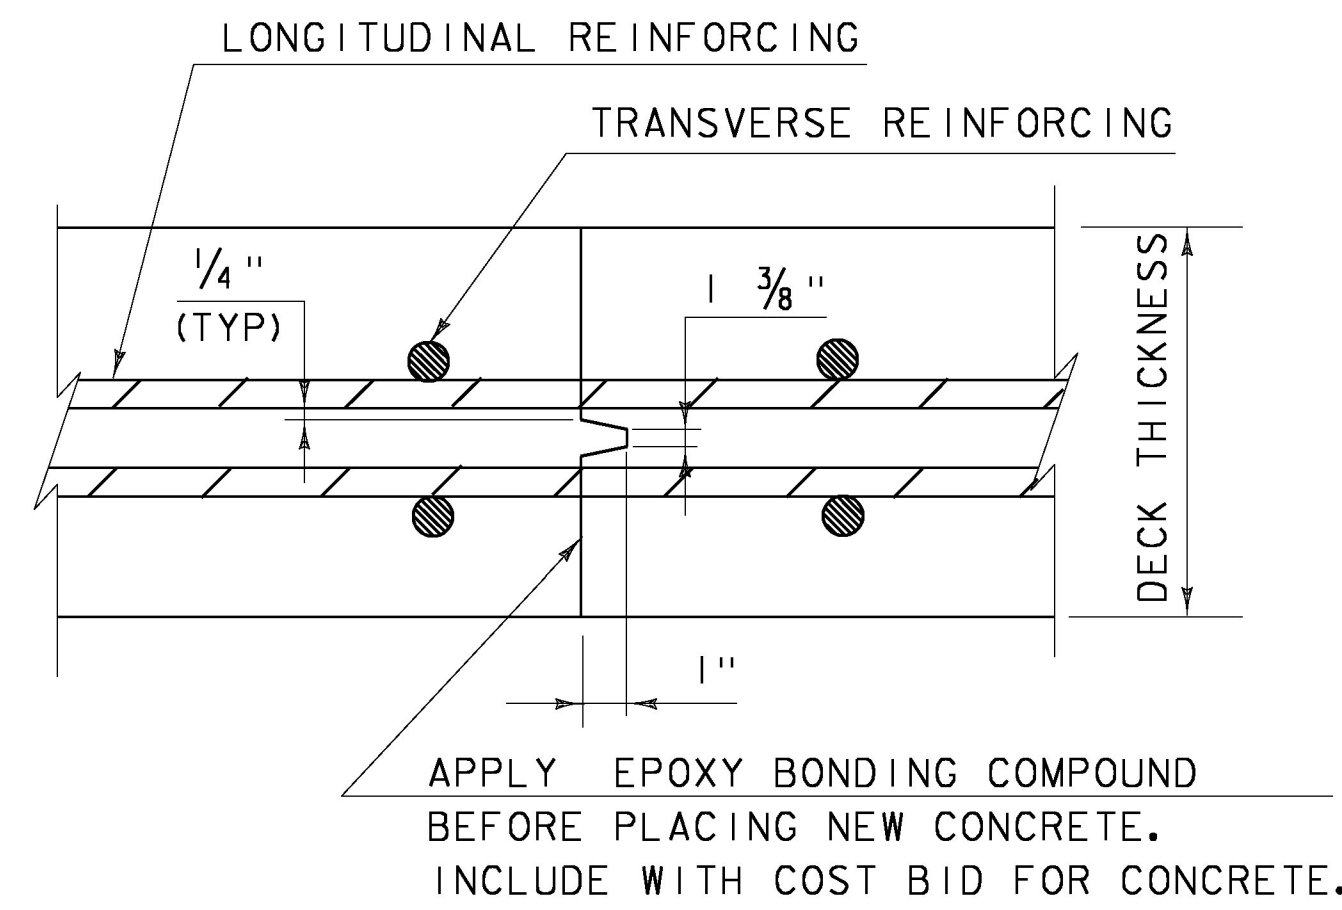 LONGITUDINAL REINFORCING
TRANSVERSE REINFORCING
1/4"
(TYP)
1 3/8"
DECK THICKNESS
1"
APPLY EPOXY BONDING COMPOUND
BEFORE PLACING NEW CONCRETE.
INCLUDE WITH COST BID FOR CONCRETE.